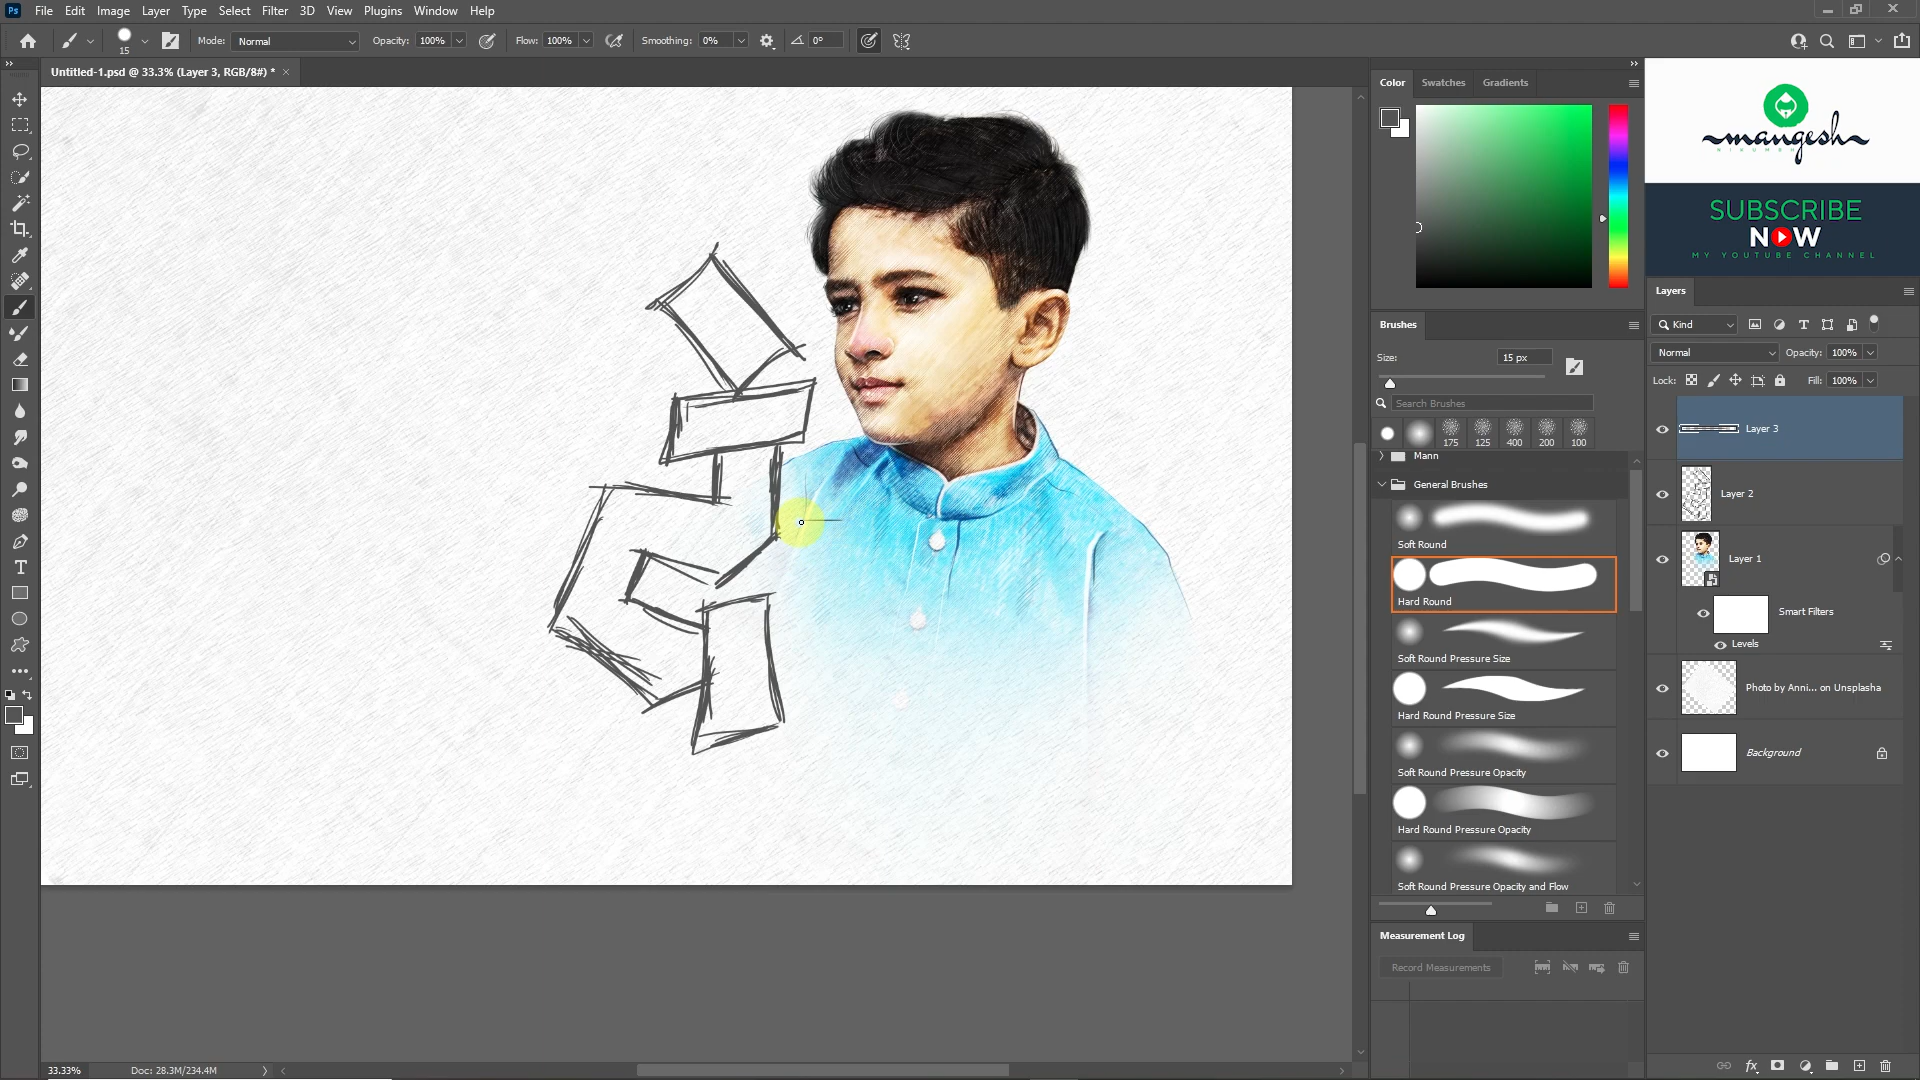 Ps File Edit Image Layer Type Select Filter 3D View Plugins Window Help
15 Mode: Normal Opacity: 100% Flow: 100% Smoothing: 0% 0°
Untitled-1.psd @ 33.3% (Layer 3, RGB/8#) *
Color Swatches Gradients
mangesh
SUBSCRIBE
NOW
MY YOUTUBE CHANNEL
Brushes
Size: 15 px
Search Brushes
175 125 400 200 100
Mann
General Brushes
Soft Round
Hard Round
Soft Round Pressure Size
Hard Round Pressure Size
Soft Round Pressure Opacity
Hard Round Pressure Opacity
Soft Round Pressure Opacity and Flow
Measurement Log
Record Measurements
Layers
Kind
Normal Opacity: 100%
Lock: Fill: 100%
Layer 3
Layer 2
Layer 1
Smart Filters
Levels
Photo by Anni... on Unsplasha
Background
fx
33.33% Doc: 28.3M/234.4M